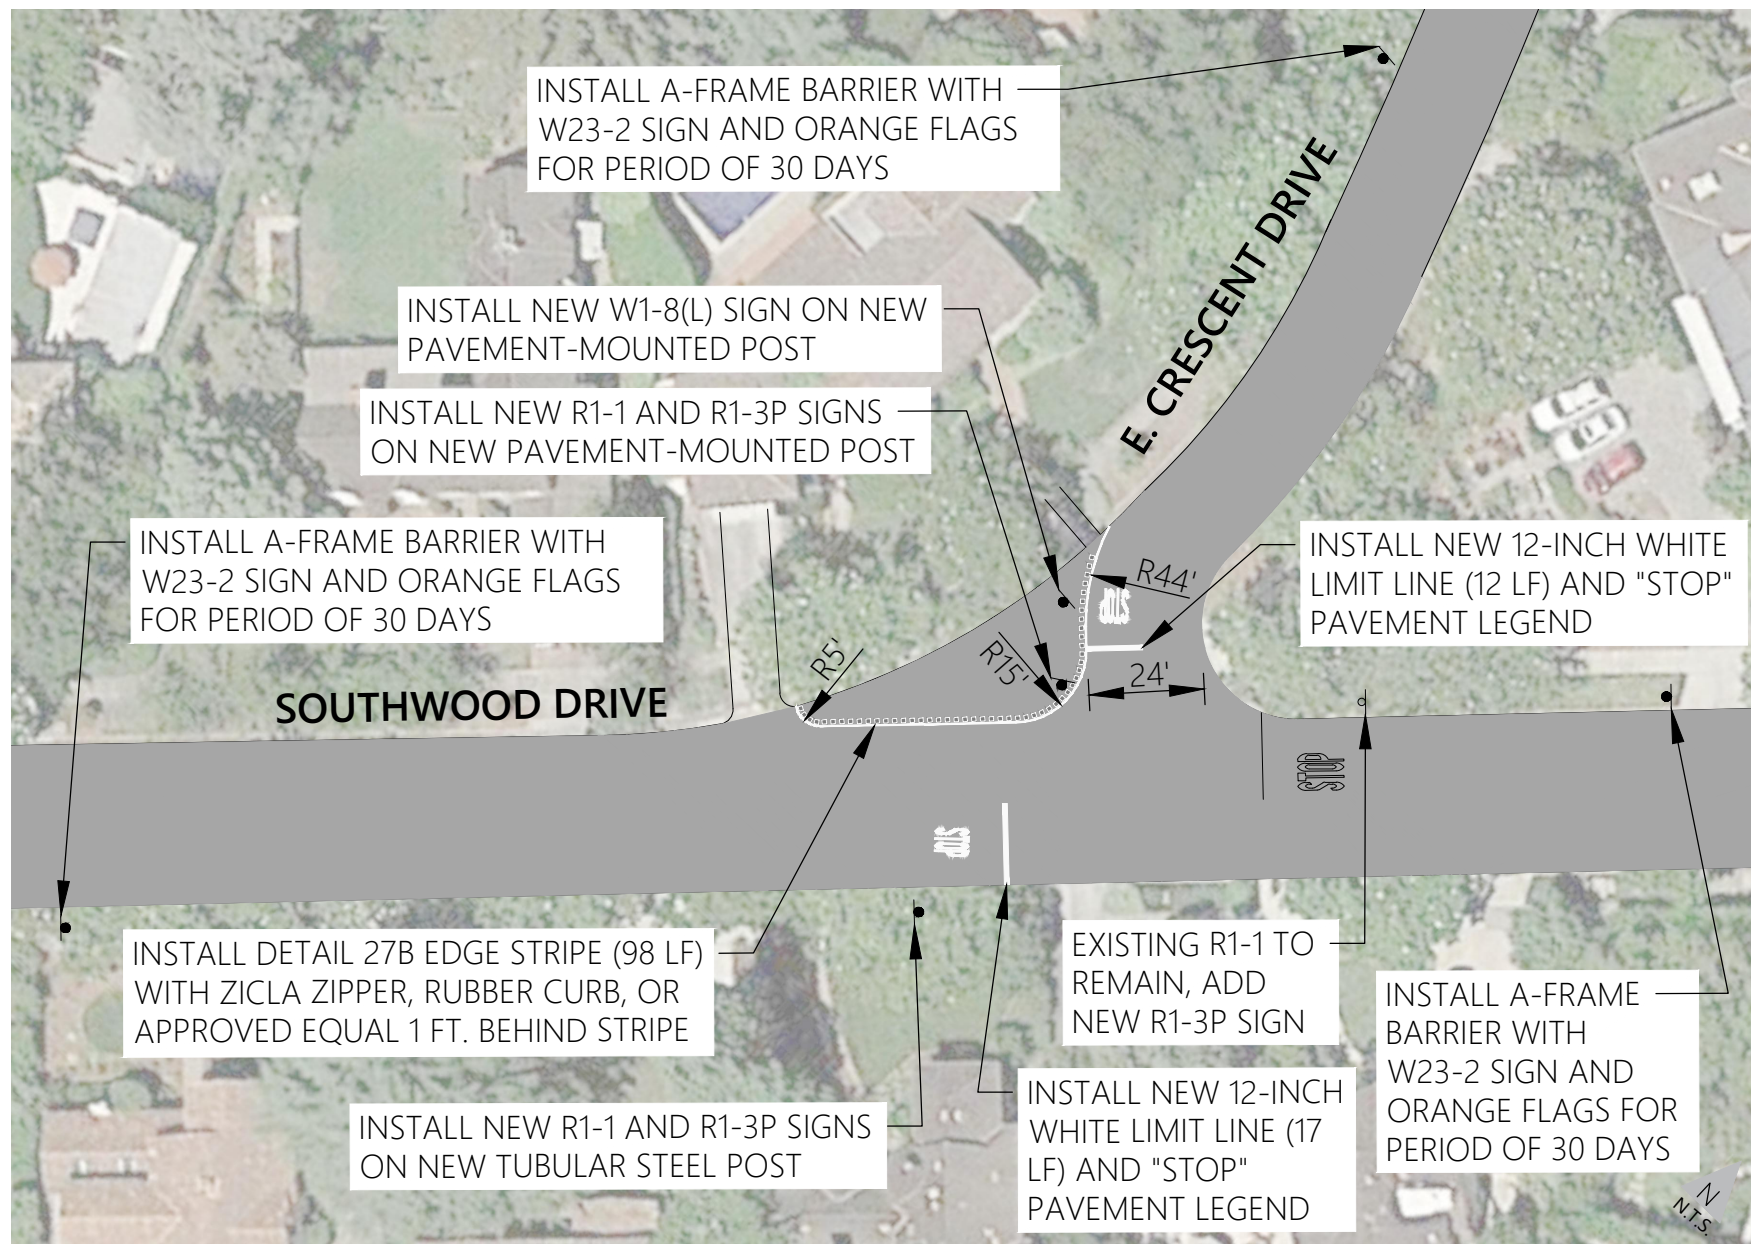 INSTALL A-FRAME BARRIER WITH
W23-2 SIGN AND ORANGE FLAGS
FOR PERIOD OF 30 DAYS
E. CRESCENT DRIVE
INSTALL NEW W1-8(L) SIGN ON NEW
PAVEMENT-MOUNTED POST
INSTALL NEW R1-1 AND R1-3P SIGNS
ON NEW PAVEMENT-MOUNTED POST
INSTALL A-FRAME BARRIER WITH
W23-2 SIGN AND ORANGE FLAGS
FOR PERIOD OF 30 DAYS
INSTALL NEW 12-INCH WHITE
LIMIT LINE (12 LF) AND "STOP"
PAVEMENT LEGEND
R44'
STOP
R5'
R15'
24'
SOUTHWOOD DRIVE
STOP
STOP
INSTALL DETAIL 27B EDGE STRIPE (98 LF)
WITH ZICLA ZIPPER, RUBBER CURB, OR
APPROVED EQUAL 1 FT. BEHIND STRIPE
EXISTING R1-1 TO
REMAIN, ADD
NEW R1-3P SIGN
INSTALL A-FRAME
BARRIER WITH
W23-2 SIGN AND
ORANGE FLAGS FOR
PERIOD OF 30 DAYS
INSTALL NEW R1-1 AND R1-3P SIGNS
ON NEW TUBULAR STEEL POST
INSTALL NEW 12-INCH
WHITE LIMIT LINE (17
LF) AND "STOP"
PAVEMENT LEGEND
N
N.T.S.